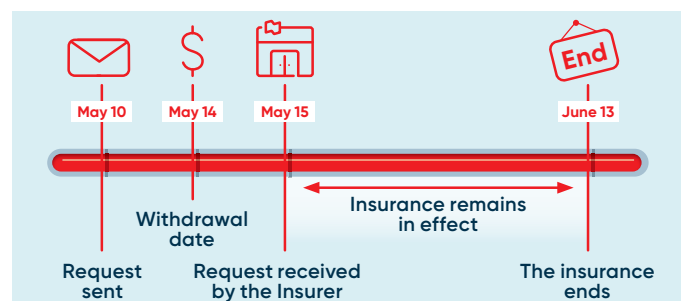 End
May 10
May 14
May 15
June 13
Insurance remains
in effect
Withdrawal
date
Request
sent
Request received
by the Insurer
The insurance
ends